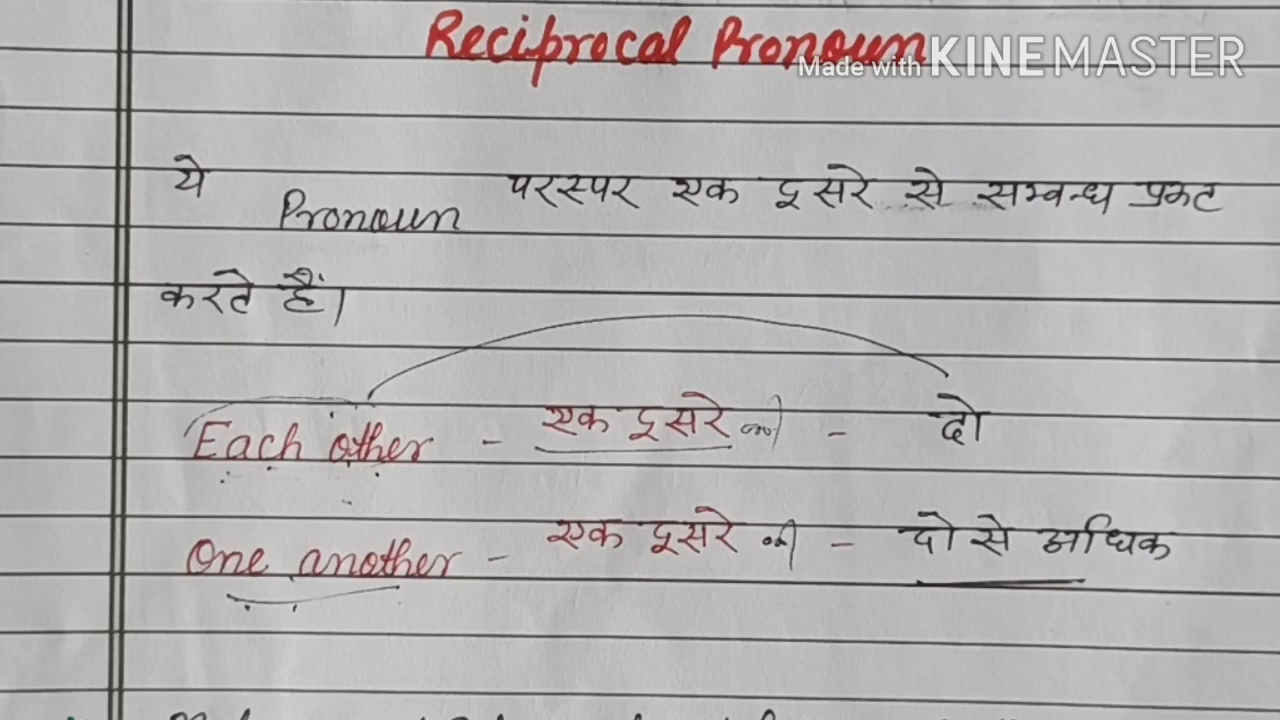 Reciprocal Pronoun
Made with KINEMASTER
ये Pronoun परस्पर एक दूसरे से सम्बन्ध प्रकट
करते हैं।
Each other - एक दूसरे को - दो
One another - एक दूसरे को - दो से अधिक